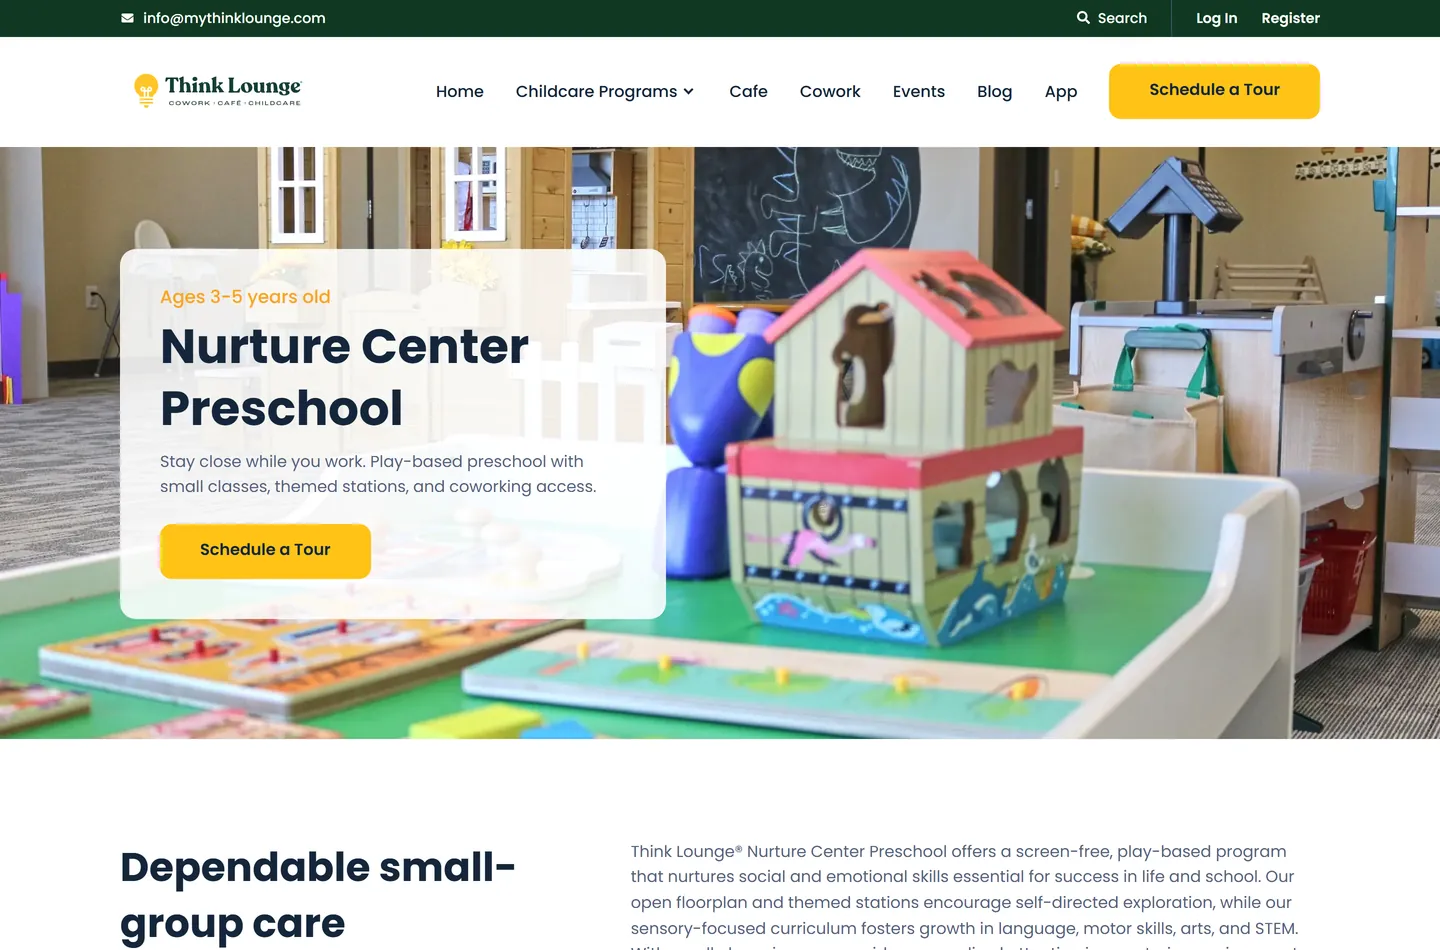 info@mythinklounge.com
Search
Log In
Register
Think Lounge
COWORK · CAFÉ · CHILDCARE
Home
Childcare Programs
Cafe
Cowork
Events
Blog
App
Schedule a Tour
Ages 3-5 years old
Nurture Center
Preschool
Stay close while you work. Play-based preschool with
small classes, themed stations, and coworking access.
Schedule a Tour
Dependable small-
group care
Think Lounge® Nurture Center Preschool offers a screen-free, play-based program
that nurtures social and emotional skills essential for success in life and school. Our
open floorplan and themed stations encourage self-directed exploration, while our
sensory-focused curriculum fosters growth in language, motor skills, arts, and STEM.